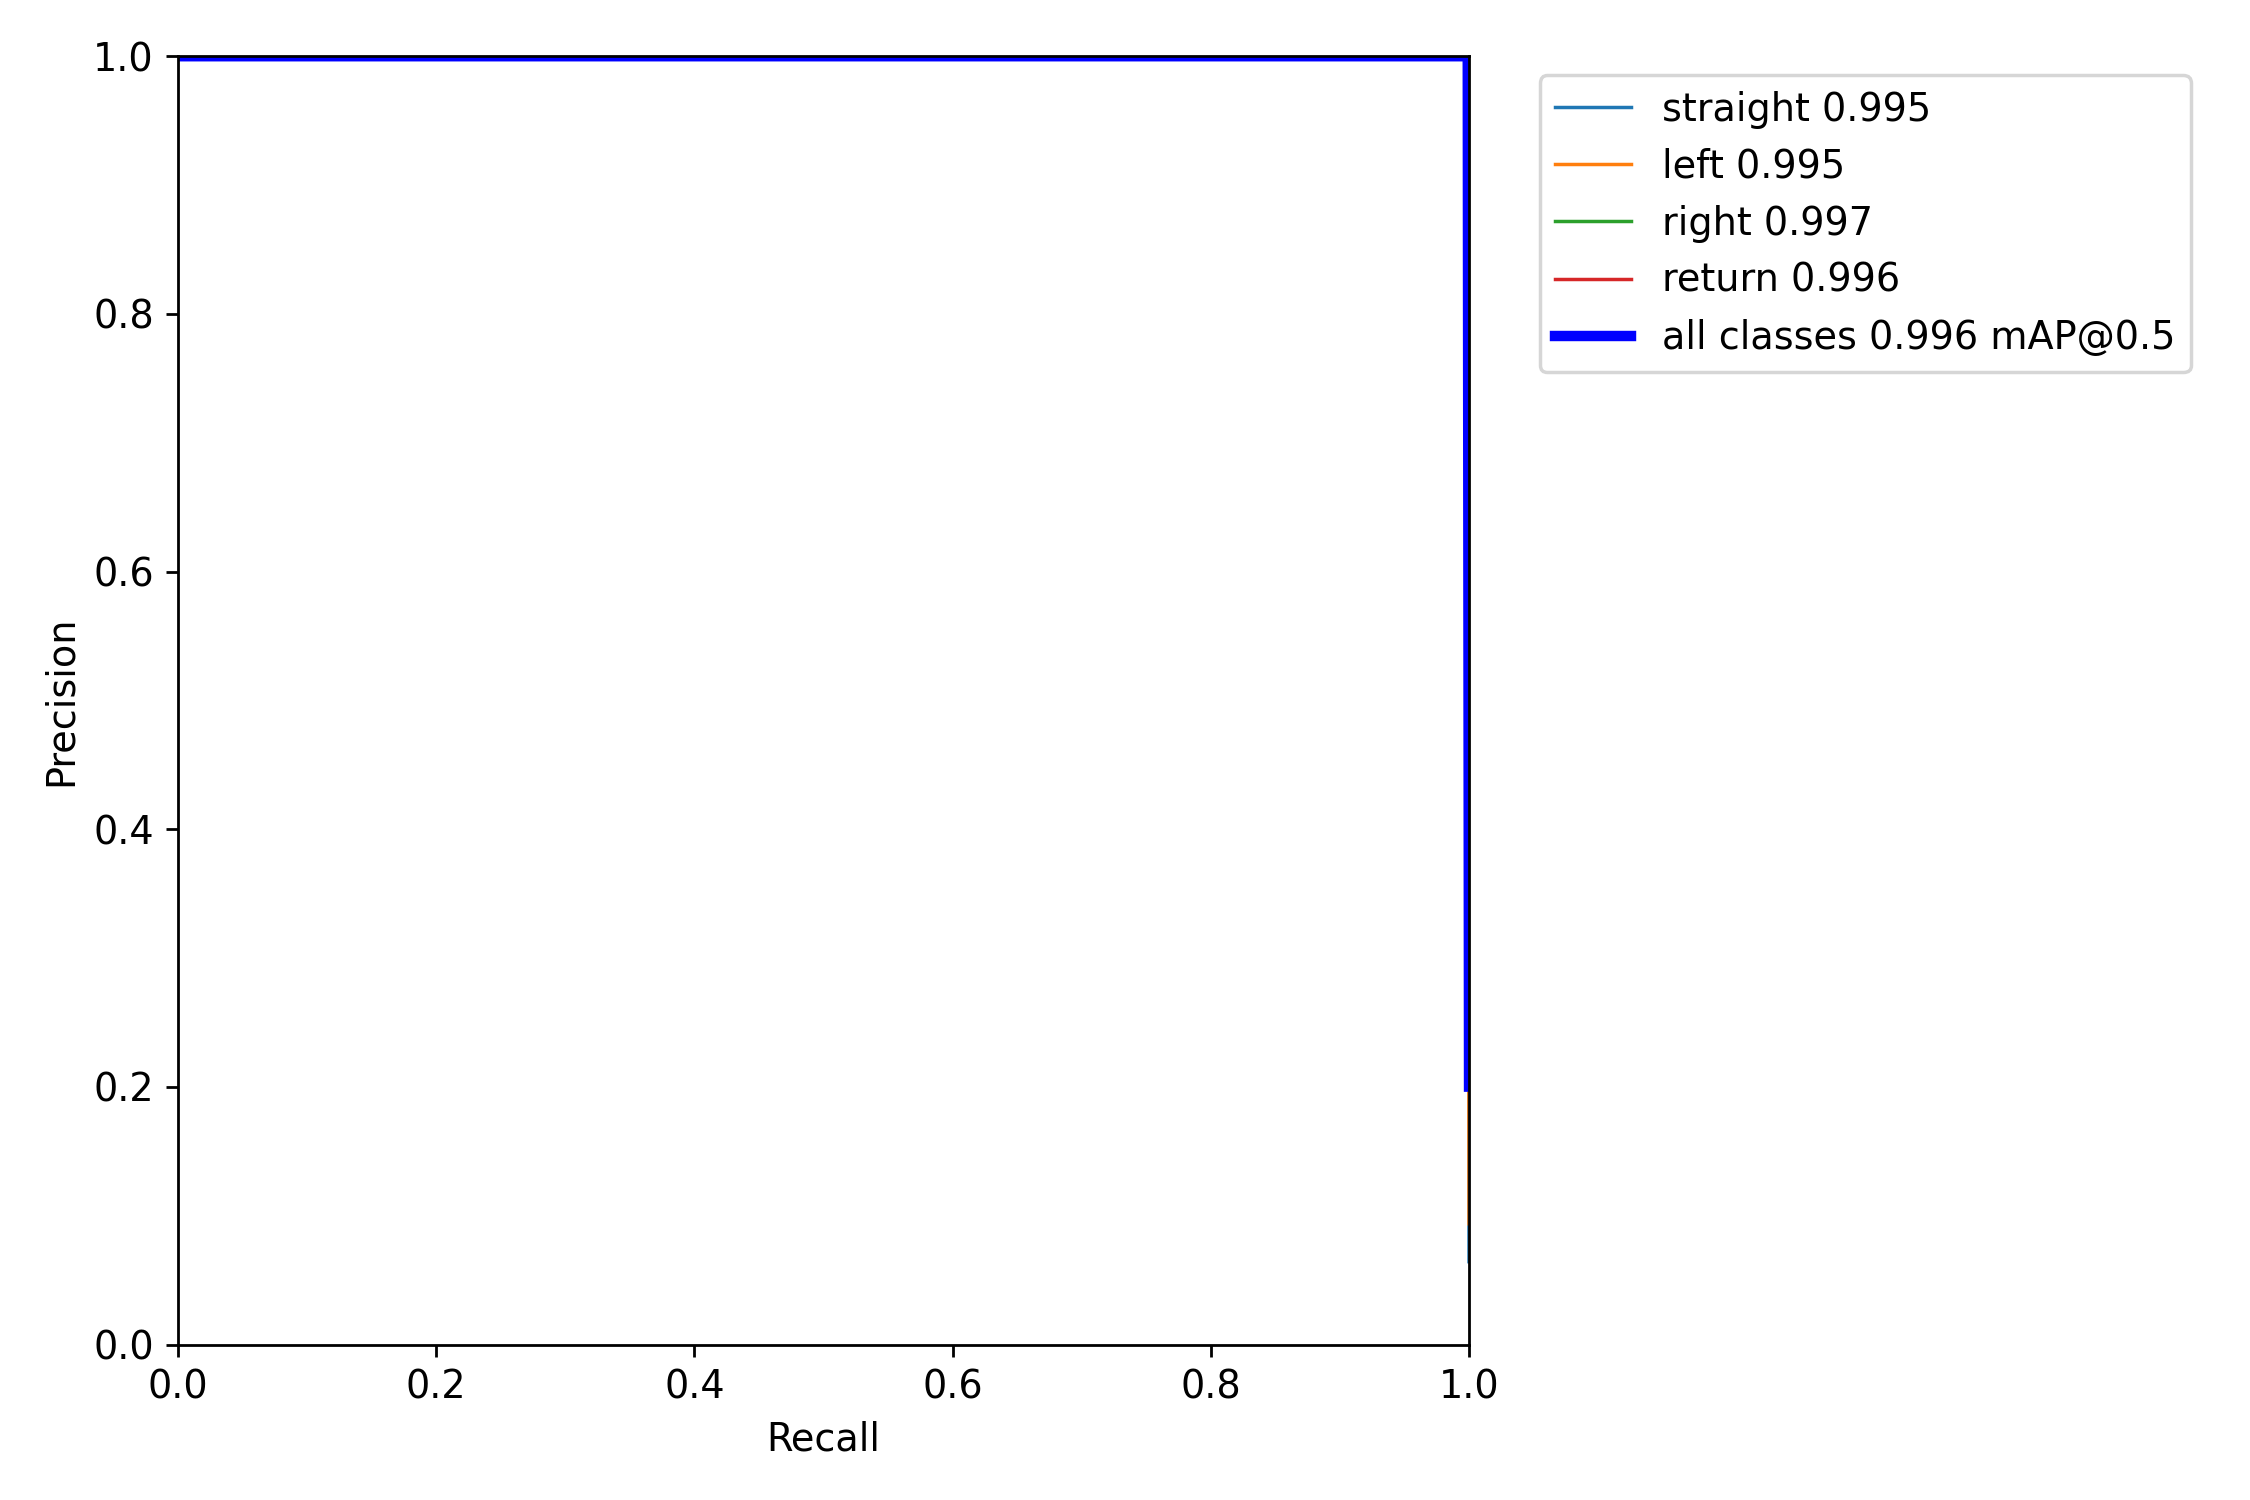 1.0
0.8
0.6
0.4
0.2
0.0
Precision
0.0 0.2 0.4 0.6 0.8 1.0
Recall
straight 0.995
left 0.995
right 0.997
return 0.996
all classes 0.996 mAP@0.5